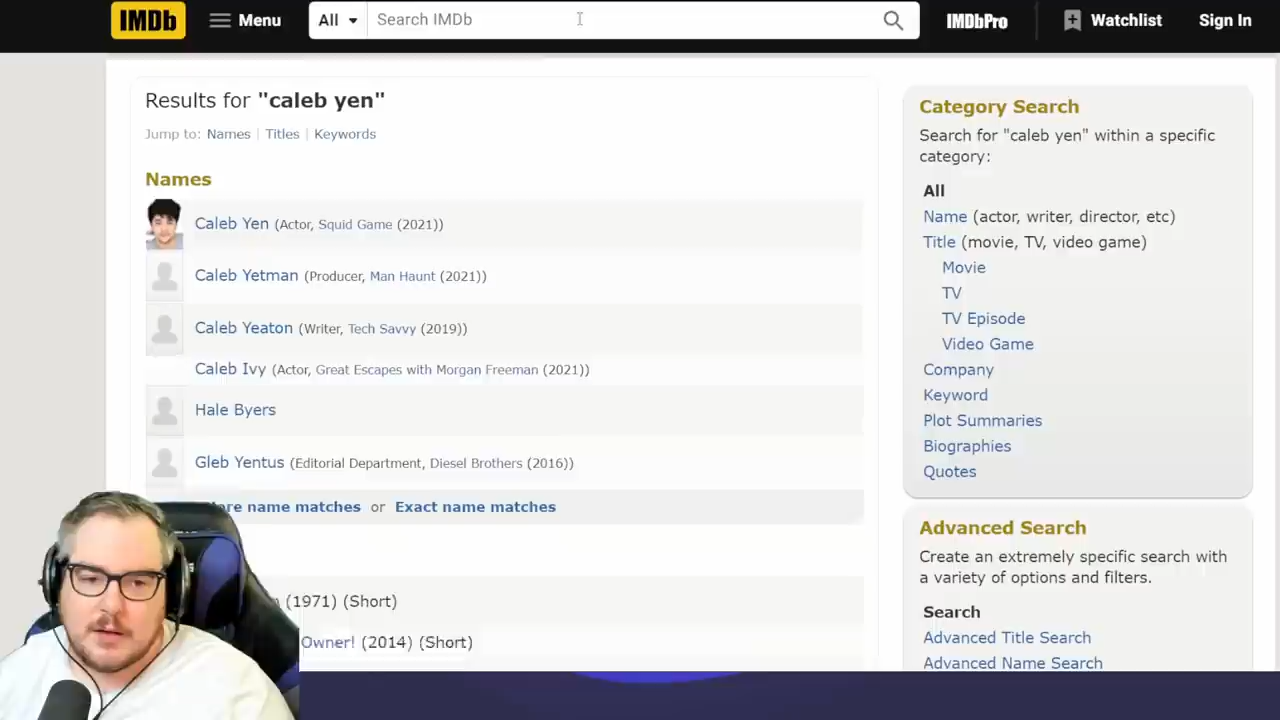 IMDb Menu All Search IMDb IMDbPro Watchlist Sign In
Results for "caleb yen"
Jump to: Names | Titles | Keywords
Names
Caleb Yen (Actor, Squid Game (2021))
Caleb Yetman (Producer, Man Haunt (2021))
Caleb Yeaton (Writer, Tech Savvy (2019))
Caleb Ivy (Actor, Great Escapes with Morgan Freeman (2021))
Hale Byers
Gleb Yentus (Editorial Department, Diesel Brothers (2016))
name matches or Exact name matches
(1971) (Short)
Owner! (2014) (Short)
Category Search
Search for "caleb yen" within a specific
category:
All
Name (actor, writer, director, etc)
Title (movie, TV, video game)
Movie
TV
TV Episode
Video Game
Company
Keyword
Plot Summaries
Biographies
Quotes
Advanced Search
Create an extremely specific search with
a variety of options and filters.
Search
Advanced Title Search
Advanced Name Search